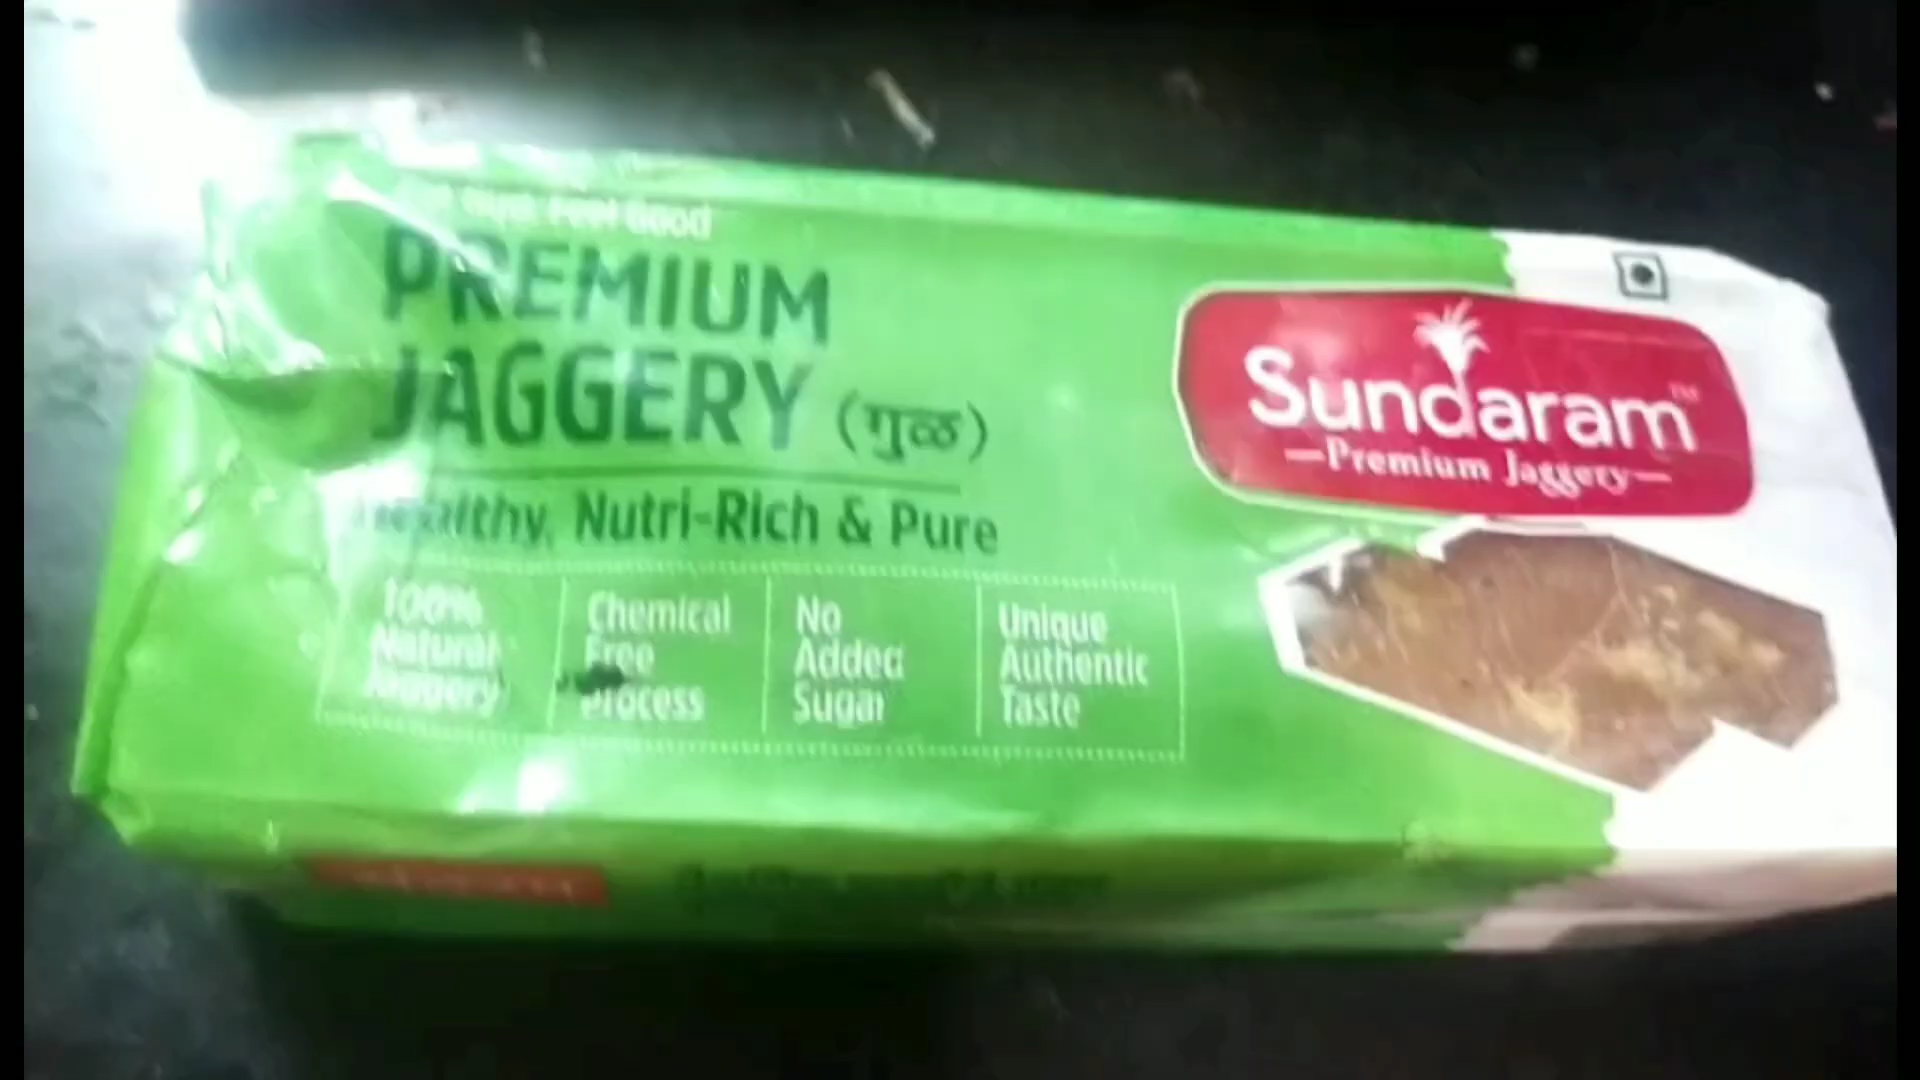 Feel Good
PREMIUM
JAGGERY (गुळ)
Healthy, Nutri-Rich & Pure
100%
Natural
Jaggery
Chemical
Free
Process
No
Added
Sugar
Unique
Authentic
Taste
Sundaram™
Premium Jaggery